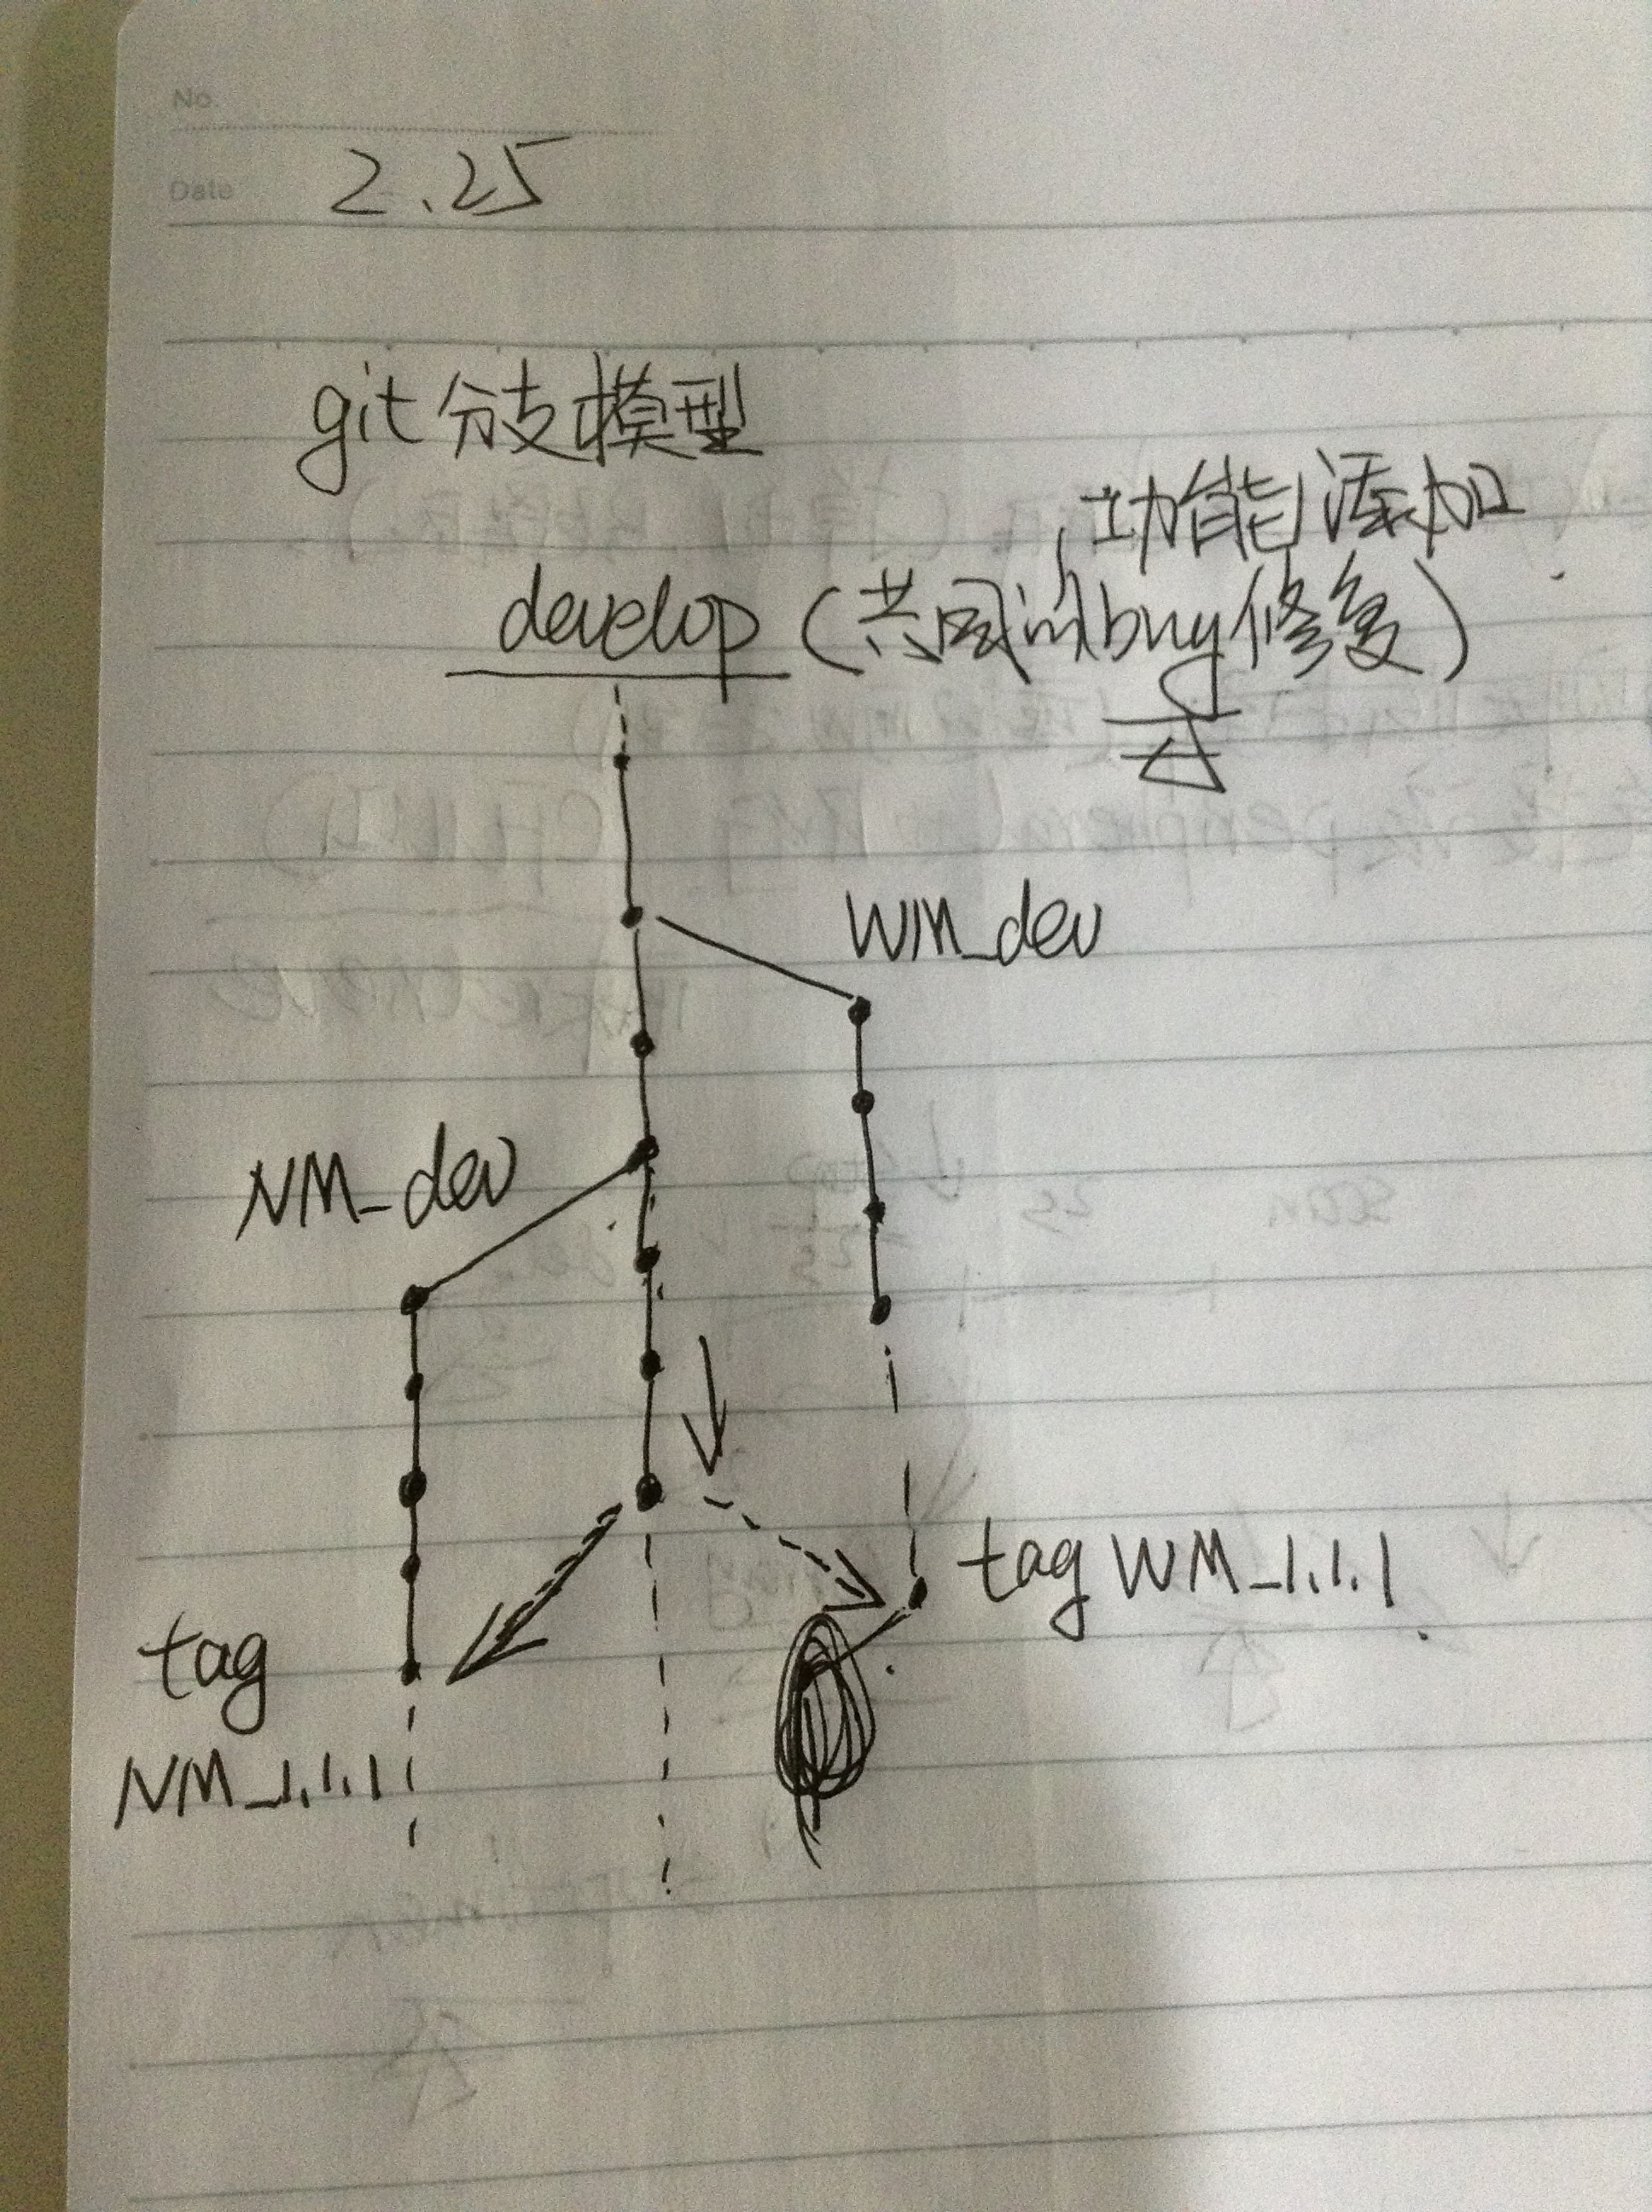 No.
Date 2.25
git分支模型
功能添加
develop (共同的bug修复)
WM_dev
NM_dev
tag WM_1.1.1
tag
NM_1.1.1